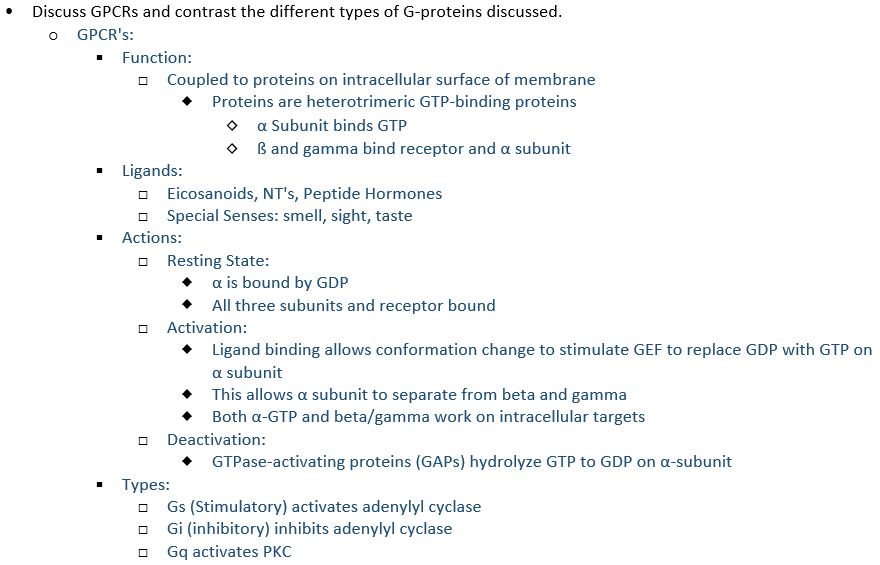 • Discuss GPCRs and contrast the different types of G-proteins discussed.
o GPCR's:
▪ Function:
□ Coupled to proteins on intracellular surface of membrane
◆ Proteins are heterotrimeric GTP-binding proteins
◇ α Subunit binds GTP
◇ ß and gamma bind receptor and α subunit
▪ Ligands:
□ Eicosanoids, NT's, Peptide Hormones
□ Special Senses: smell, sight, taste
▪ Actions:
□ Resting State:
◆ α is bound by GDP
◆ All three subunits and receptor bound
□ Activation:
◆ Ligand binding allows conformation change to stimulate GEF to replace GDP with GTP on
α subunit
◆ This allows α subunit to separate from beta and gamma
◆ Both α-GTP and beta/gamma work on intracellular targets
□ Deactivation:
◆ GTPase-activating proteins (GAPs) hydrolyze GTP to GDP on α-subunit
▪ Types:
□ Gs (Stimulatory) activates adenylyl cyclase
□ Gi (inhibitory) inhibits adenylyl cyclase
□ Gq activates PKC